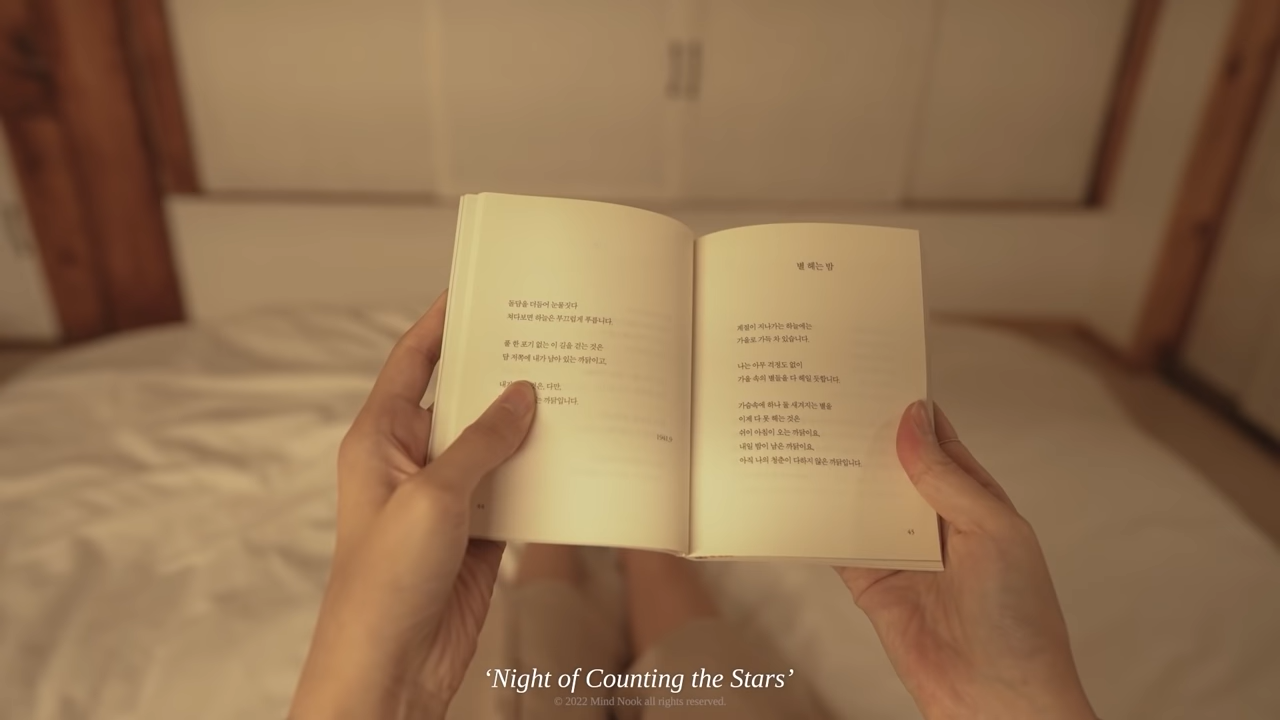 돌담을 더듬어 눈물짓다
쳐다보면 하늘은 부끄럽게 푸릅니다.
풀 한 포기 없는 이 길을 걷는 것은
담 저쪽에 내가 남아 있는 까닭이고,
다만,
까닭입니다.
1941.9
별 헤는 밤
계절이 지나가는 하늘에는
가을로 가득 차 있습니다.
나는 아무 걱정도 없이
가을 속의 별들을 다 헤일 듯합니다.
가슴속에 하나 둘 새겨지는 별을
이제 다 못 헤는 것은
쉬이 아침이 오는 까닭이요,
내일 밤이 남은 까닭이요,
아직 나의 청춘이 다하지 않은 까닭입니다.
‘Night of Counting the Stars’
© 2022 Mind Nook all rights reserved.